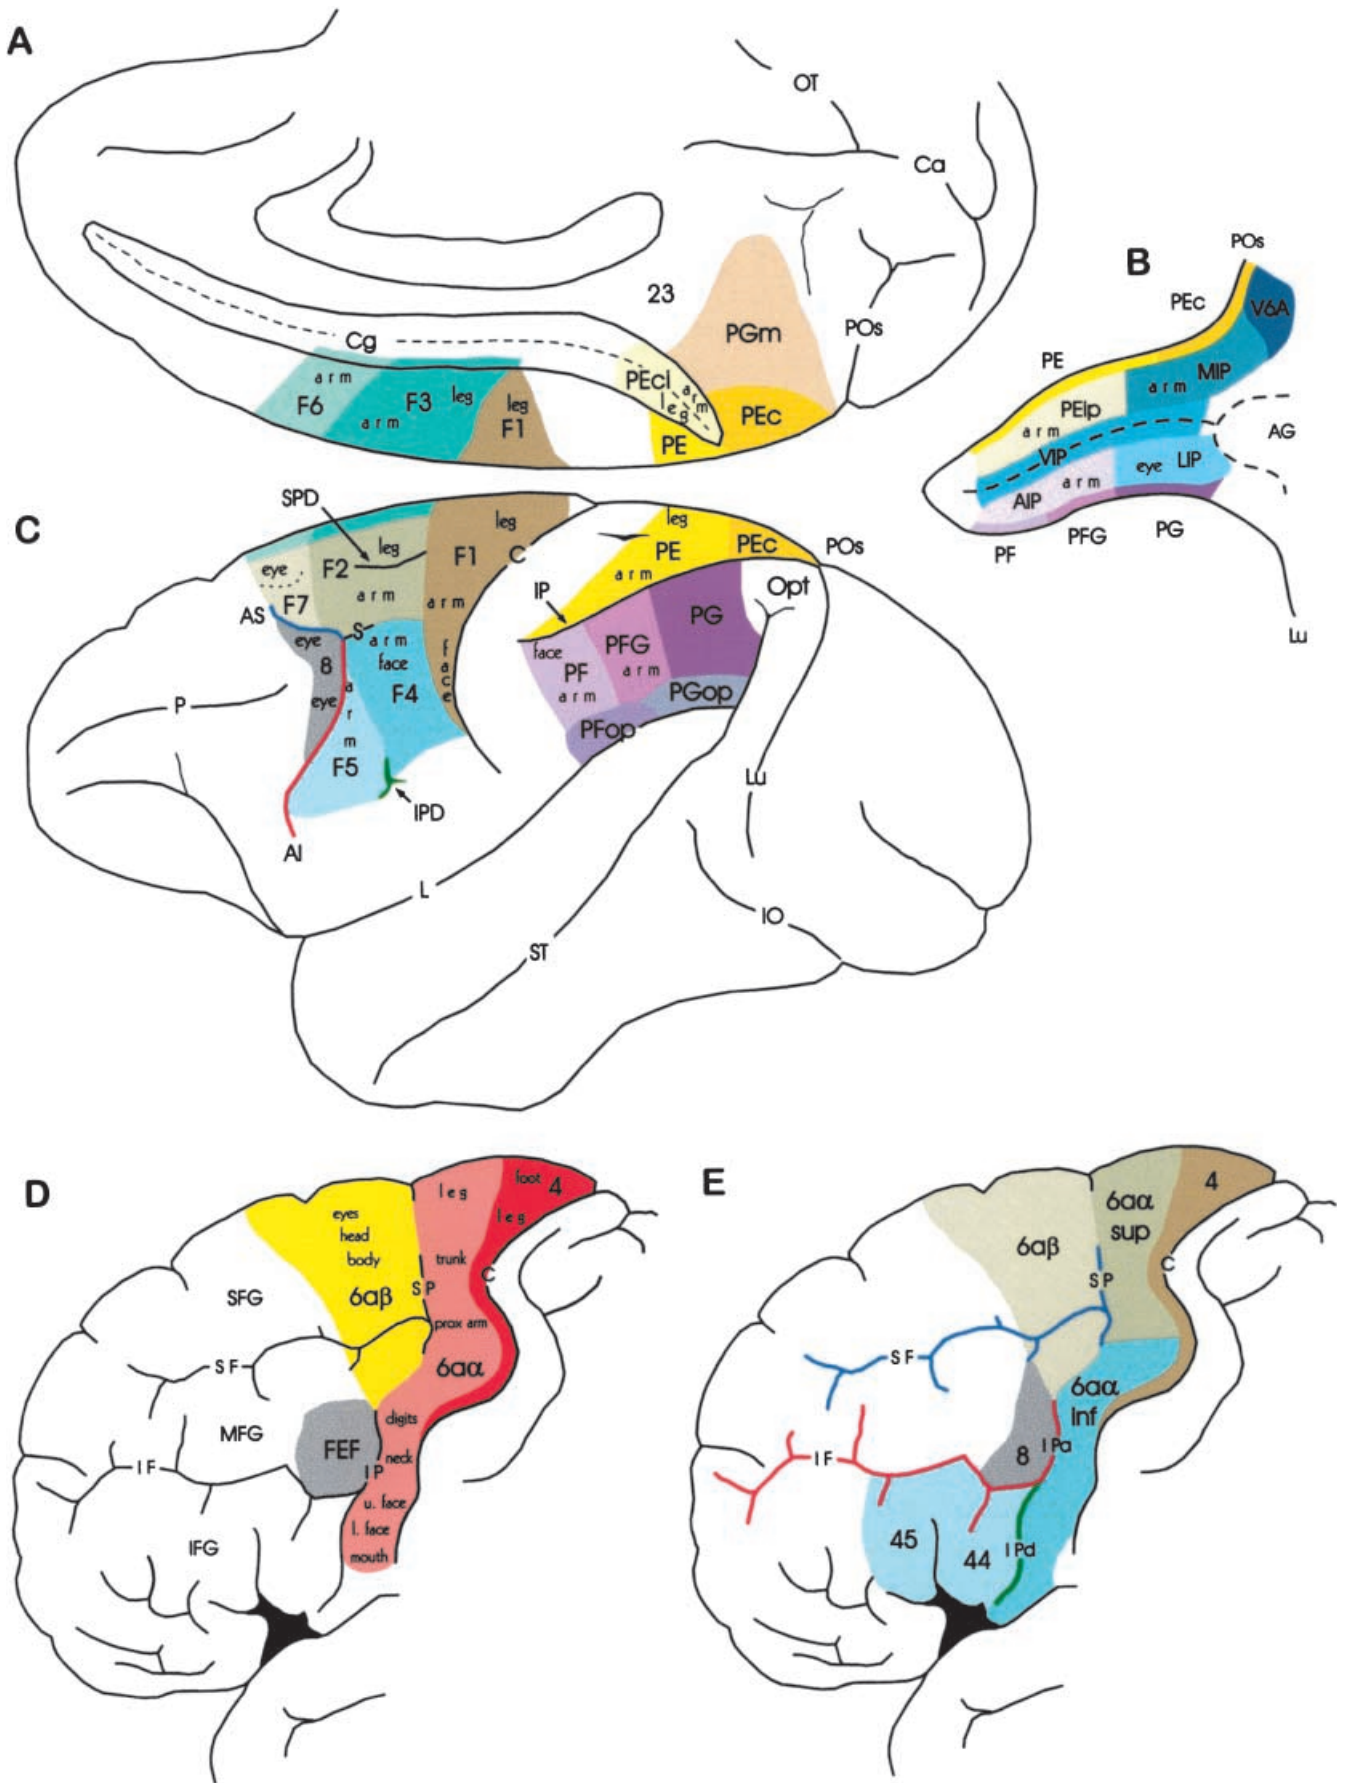 A
OT
Ca
23
PGm
POs
Cg
arm
F6
F3
leg
arm
leg
F1
PEcl
arm
leg
PE
PEc
B
POs
V6A
PEc
PE
MIP
arm
PEip
arm
VIP
AG
eye LIP
arm
AIP
PF
PFG
PG
Lu
C
SPD
leg
eye
F2
leg
F1
C
arm
F7
arm
AS
S
eye
arm
8
face
eye
F4
face
arm
F5
P
IPD
AI
leg
PE
PEc
POs
arm
IP
Opt
face
PFG
PG
PF
arm
arm
PGop
PFop
Lu
L
IO
ST
D
foot 4
leg
leg
eyes
head
body
trunk
C
6aβ
SP
SFG
prox arm
SF
6aα
digits
MFG
FEF
neck
IF
IP
u. face
l. face
IFG
mouth
E
4
6aα
sup
6aβ
C
SP
SF
6aα
inf
8
IPa
IF
45
44
IPd